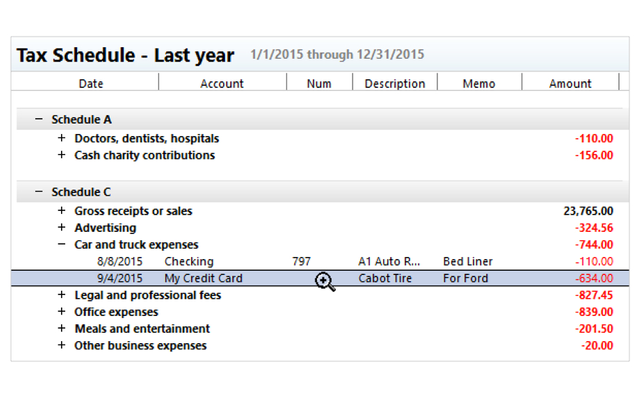 Tax Schedule - Last year 1/1/2015 through 12/31/2015
Date Account Num Description Memo Amount
− Schedule A
+ Doctors, dentists, hospitals -110.00
+ Cash charity contributions -156.00
− Schedule C
+ Gross receipts or sales 23,765.00
+ Advertising -324.56
− Car and truck expenses -744.00
8/8/2015 Checking 797 A1 Auto R... Bed Liner -110.00
9/4/2015 My Credit Card Cabot Tire For Ford -634.00
+ Legal and professional fees -827.45
+ Office expenses -839.00
+ Meals and entertainment -201.50
+ Other business expenses -20.00